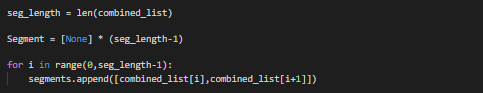 seg_length = len(combined_list)
Segment = [None] * (seg_length-1)
for i in range(0,seg_length-1):
    segments.append([combined_list[i],combined_list[i+1]])